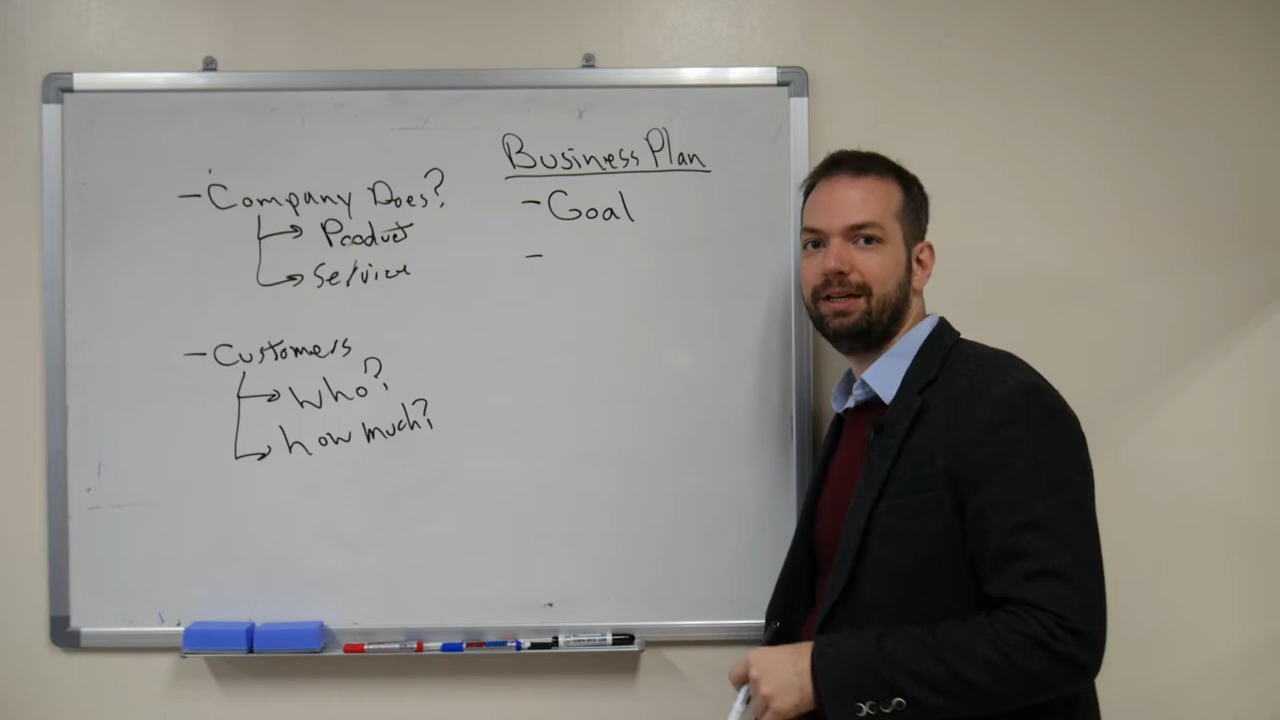 Business Plan
- Goal
-
- Company Does?
Product
Service
- Customers
Who?
how much?